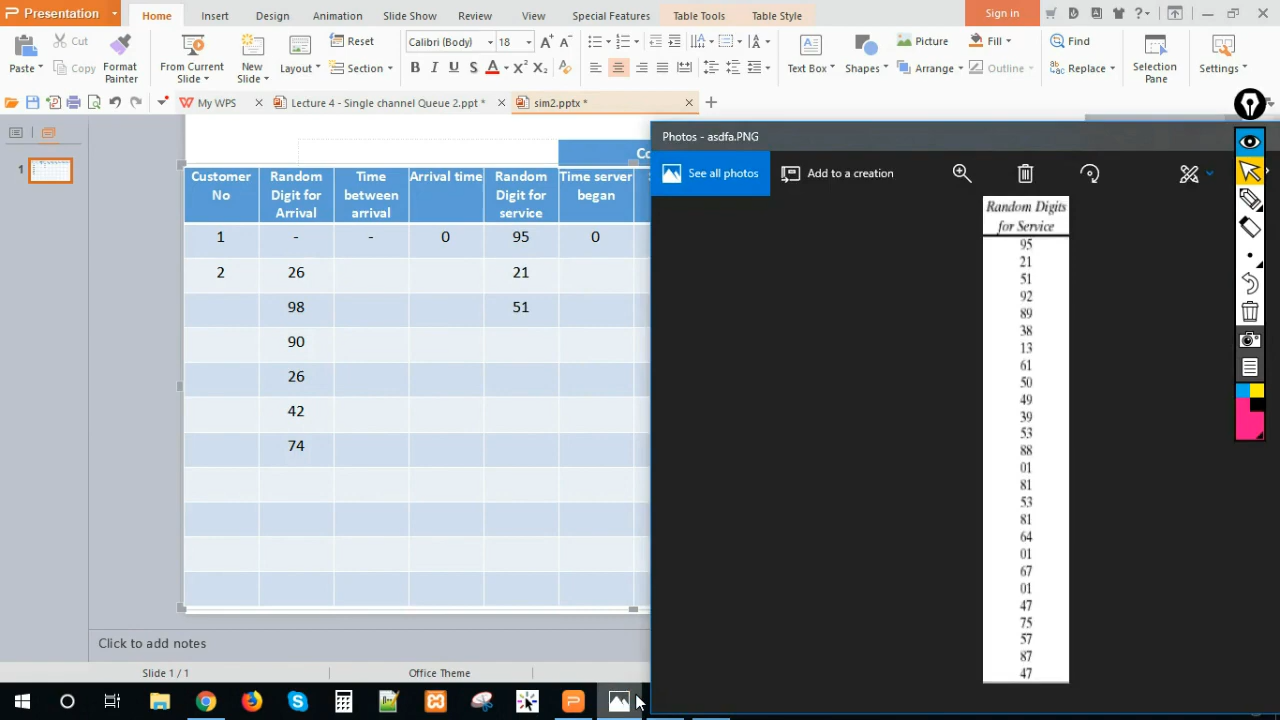 Presentation
Home
Insert
Design
Animation
Slide Show
Review
View
Special Features
Table Tools
Table Style
Sign in
Paste
Cut
Copy
Format Painter
From Current Slide
New Slide
Layout
Reset
Section
Calibri (Body)
18
Text Box
Shapes
Picture
Arrange
Fill
Outline
Find
Replace
Selection Pane
Settings
My WPS
Lecture 4 - Single channel Queue 2.ppt *
sim2.pptx *
1
Customer No
Random Digit for Arrival
Time between arrival
Arrival time
Random Digit for service
Time server began
1 - - 0 95 0
2 26 21
98 51
90
26
42
74
Click to add notes
Slide 1 / 1
Office Theme
Photos - asdfa.PNG
See all photos
Add to a creation
Random Digits
for Service
95
21
51
92
89
38
13
61
50
49
39
53
88
01
81
53
81
64
01
67
01
47
75
57
87
47